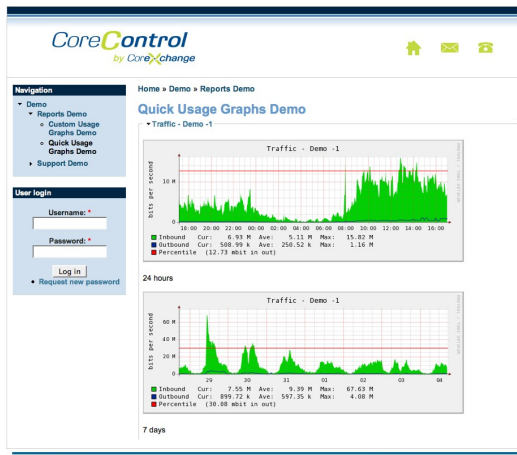 CoreControl
by CoreXchange
Navigation
Demo
Reports Demo
Custom Usage
Graphs Demo
Quick Usage
Graphs Demo
Support Demo
User login
Username: *
Password: *
Log in
Request new password
Home » Demo » Reports Demo
Quick Usage Graphs Demo
Traffic - Demo -1
Traffic - Demo -1
bits per second
10 M
0
18:00 20:00 22:00 00:00 02:00 04:00 06:00 08:00 10:00 12:00 14:00 16:00
Inbound Cur: 6.93 M Ave: 5.11 M Max: 15.82 M
Outbound Cur: 508.99 k Ave: 250.52 k Max: 1.16 M
Percentile (12.73 mbit in out)
24 hours
Traffic - Demo -1
bits per second
60 M
40 M
20 M
0
29 30 31 01 02 03 04
Inbound Cur: 7.55 M Ave: 9.39 M Max: 67.63 M
Outbound Cur: 899.72 k Ave: 597.35 k Max: 4.08 M
Percentile (30.08 mbit in out)
7 days